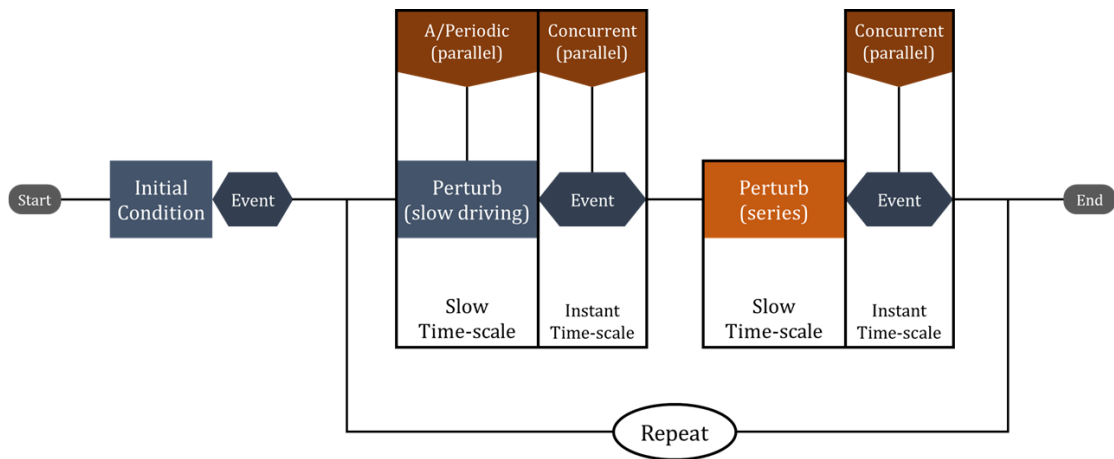 A/Periodic
(parallel)
Concurrent
(parallel)
Concurrent
(parallel)
Start
Initial
Condition
Event
Perturb
(slow driving)
Event
Perturb
(series)
Event
End
Slow
Time-scale
Instant
Time-scale
Slow
Time-scale
Instant
Time-scale
Repeat